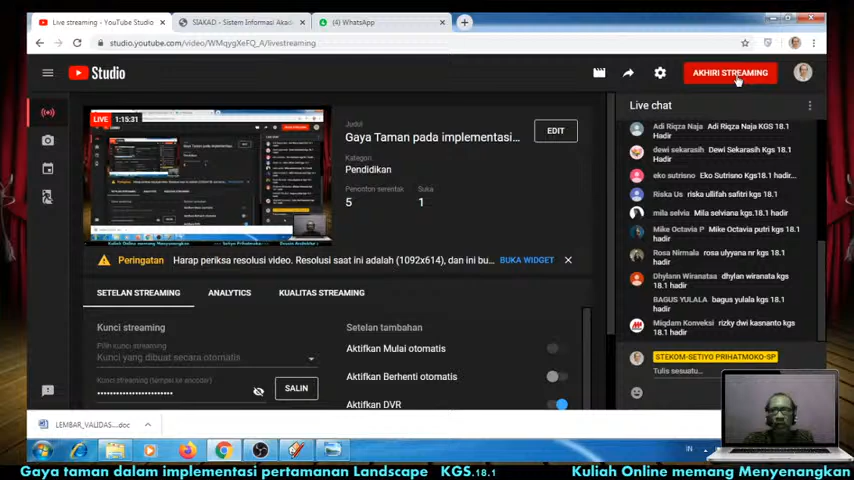 Live streaming - YouTube Studio
SIAKAD - Sistem Informasi Akad
(4) WhatsApp
studio.youtube.com/video/WMqygXeFQ_A/livestreaming
Studio
AKHIRI STREAMING
LIVE 1:15:31
Judul
Gaya Taman pada implementasi...
EDIT
Kategori
Pendidikan
Penonton serentak
Suka
5
1
Peringatan
Harap periksa resolusi video. Resolusi saat ini adalah (1092x614), dan ini bu...
BUKA WIDGET
SETELAN STREAMING
ANALYTICS
KUALITAS STREAMING
Kunci streaming
Pilih kunci streaming
Kunci yang dibuat secara otomatis
Kunci streaming (tempel ke encoder)
SALIN
Setelan tambahan
Aktifkan Mulai otomatis
Aktifkan Berhenti otomatis
Aktifkan DVR
Live chat
Adi Riqza Naja Adi Riqza Naja KGS 18.1
Hadir
dewi sekarasih Dewi Sekarasih KGS 18.1
Hadir
eko sutrisno Eko Sutrisno Kgs18.1 hadir...
Riska Us riska ullifah safitri kgs 18.1
mila selvia Mila selviana kgs 18.1 hadir
Mike Octavia P Mike Octavia putri kgs 18.1
hadir
Rosa Nirmala rosa ulyyana nr kgs 18.1
hadir
Dhylann Wiranataa dhylan wiranata kgs
18.1 hadir
BAGUS YULALA bagus yulala kgs 18.1
hadir
Miqdam Konveksi rizky dwi kasnanto kgs
18.1 hadir
STEKOM-SETIYO PRIHATMOKO-SP
Tulis sesuatu...
LEMBAR_VALIDAS....doc
IN
Gaya taman dalam implementasi pertamanan Landscape KGS.18.1 Kuliah Online memang Menyenangkan